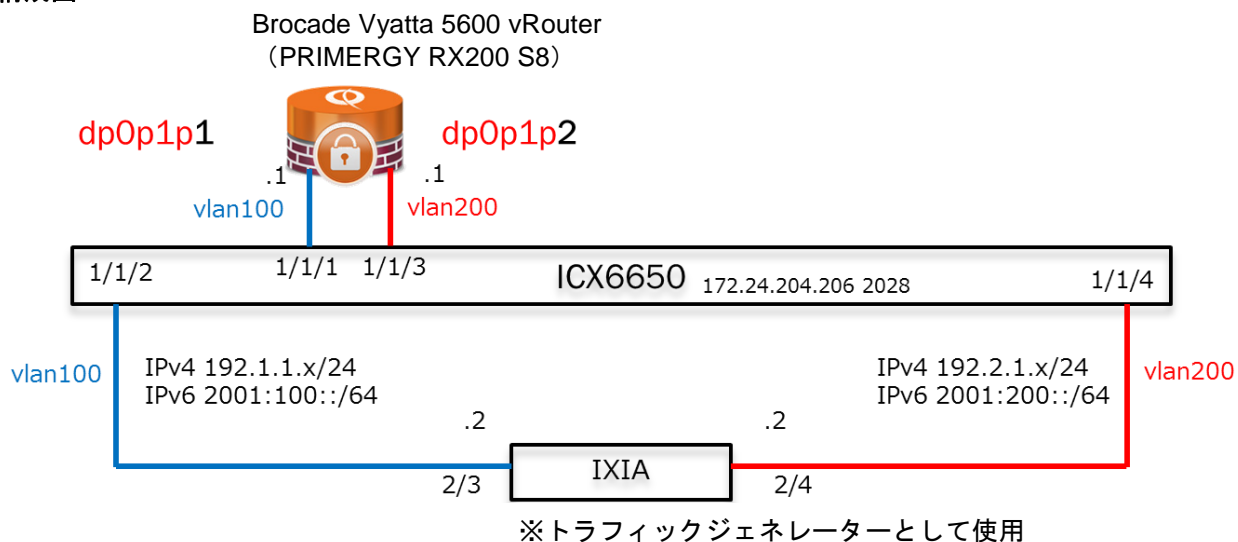 Brocade Vyatta 5600 vRouter
（PRIMERGY RX200 S8）
dp0p1p1
dp0p1p2
.1
.1
vlan100
vlan200
1/1/2
1/1/1
1/1/3
ICX6650
172.24.204.206 2028
1/1/4
vlan100
IPv4 192.1.1.x/24
IPv6 2001:100::/64
IPv4 192.2.1.x/24
IPv6 2001:200::/64
vlan200
.2
.2
IXIA
2/3
2/4
※トラフィックジェネレーターとして使用